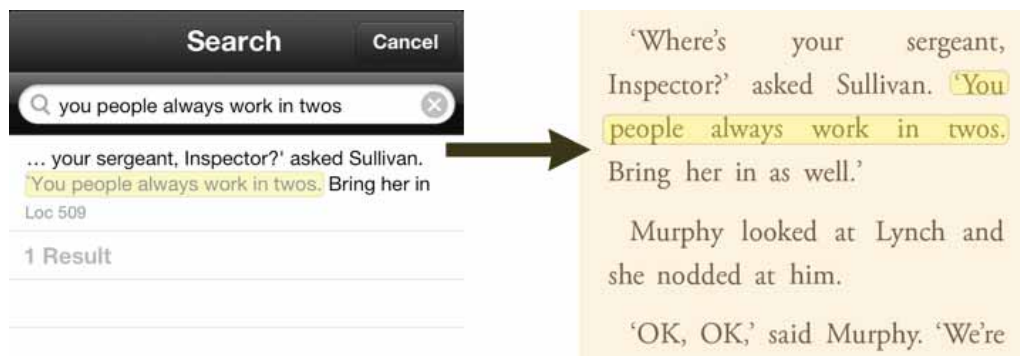 Search
Cancel
you people always work in twos
... your sergeant, Inspector?' asked Sullivan.
'You people always work in twos. Bring her in
Loc 509
1 Result
‘Where’s your sergeant,
Inspector?’ asked Sullivan. ‘You
people always work in twos.
Bring her in as well.’
Murphy looked at Lynch and
she nodded at him.
‘OK, OK,’ said Murphy. ‘We’re